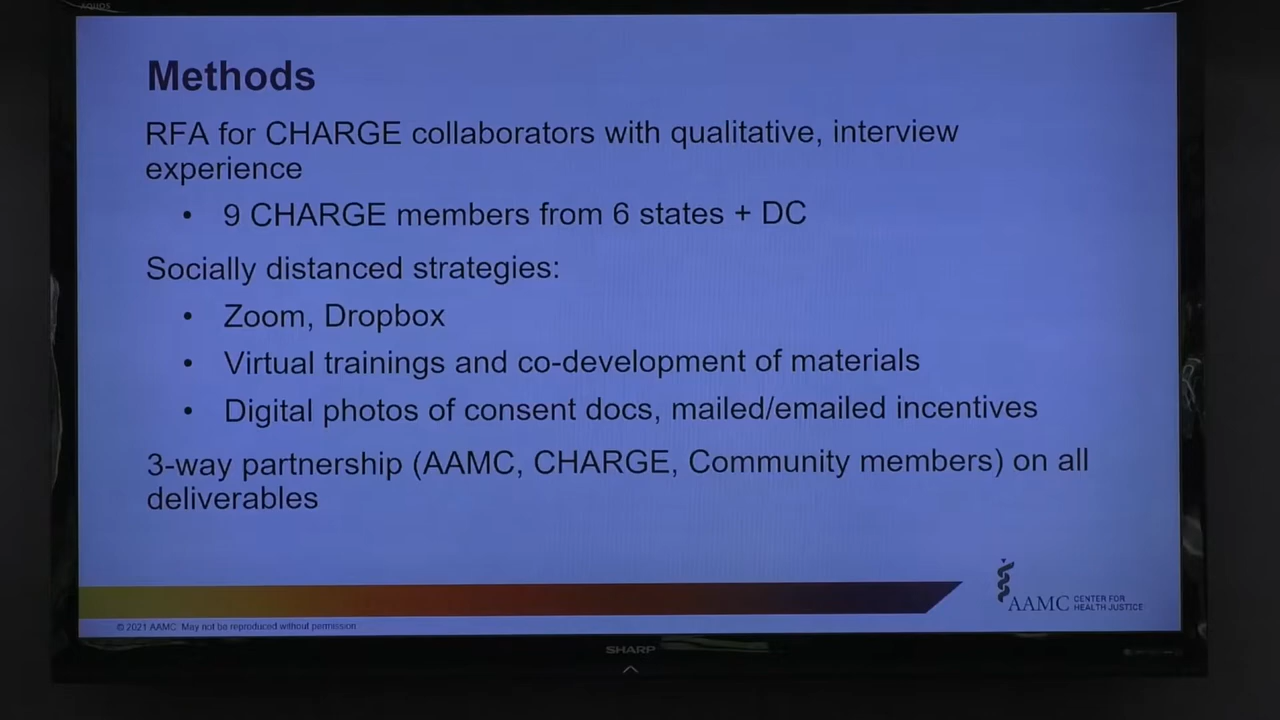 AQUOS
Methods
RFA for CHARGE collaborators with qualitative, interview
experience
• 9 CHARGE members from 6 states + DC
Socially distanced strategies:
• Zoom, Dropbox
• Virtual trainings and co-development of materials
• Digital photos of consent docs, mailed/emailed incentives
3-way partnership (AAMC, CHARGE, Community members) on all
deliverables
AAMC CENTER FOR
HEALTH JUSTICE
© 2021 AAMC. May not be reproduced without permission
SHARP